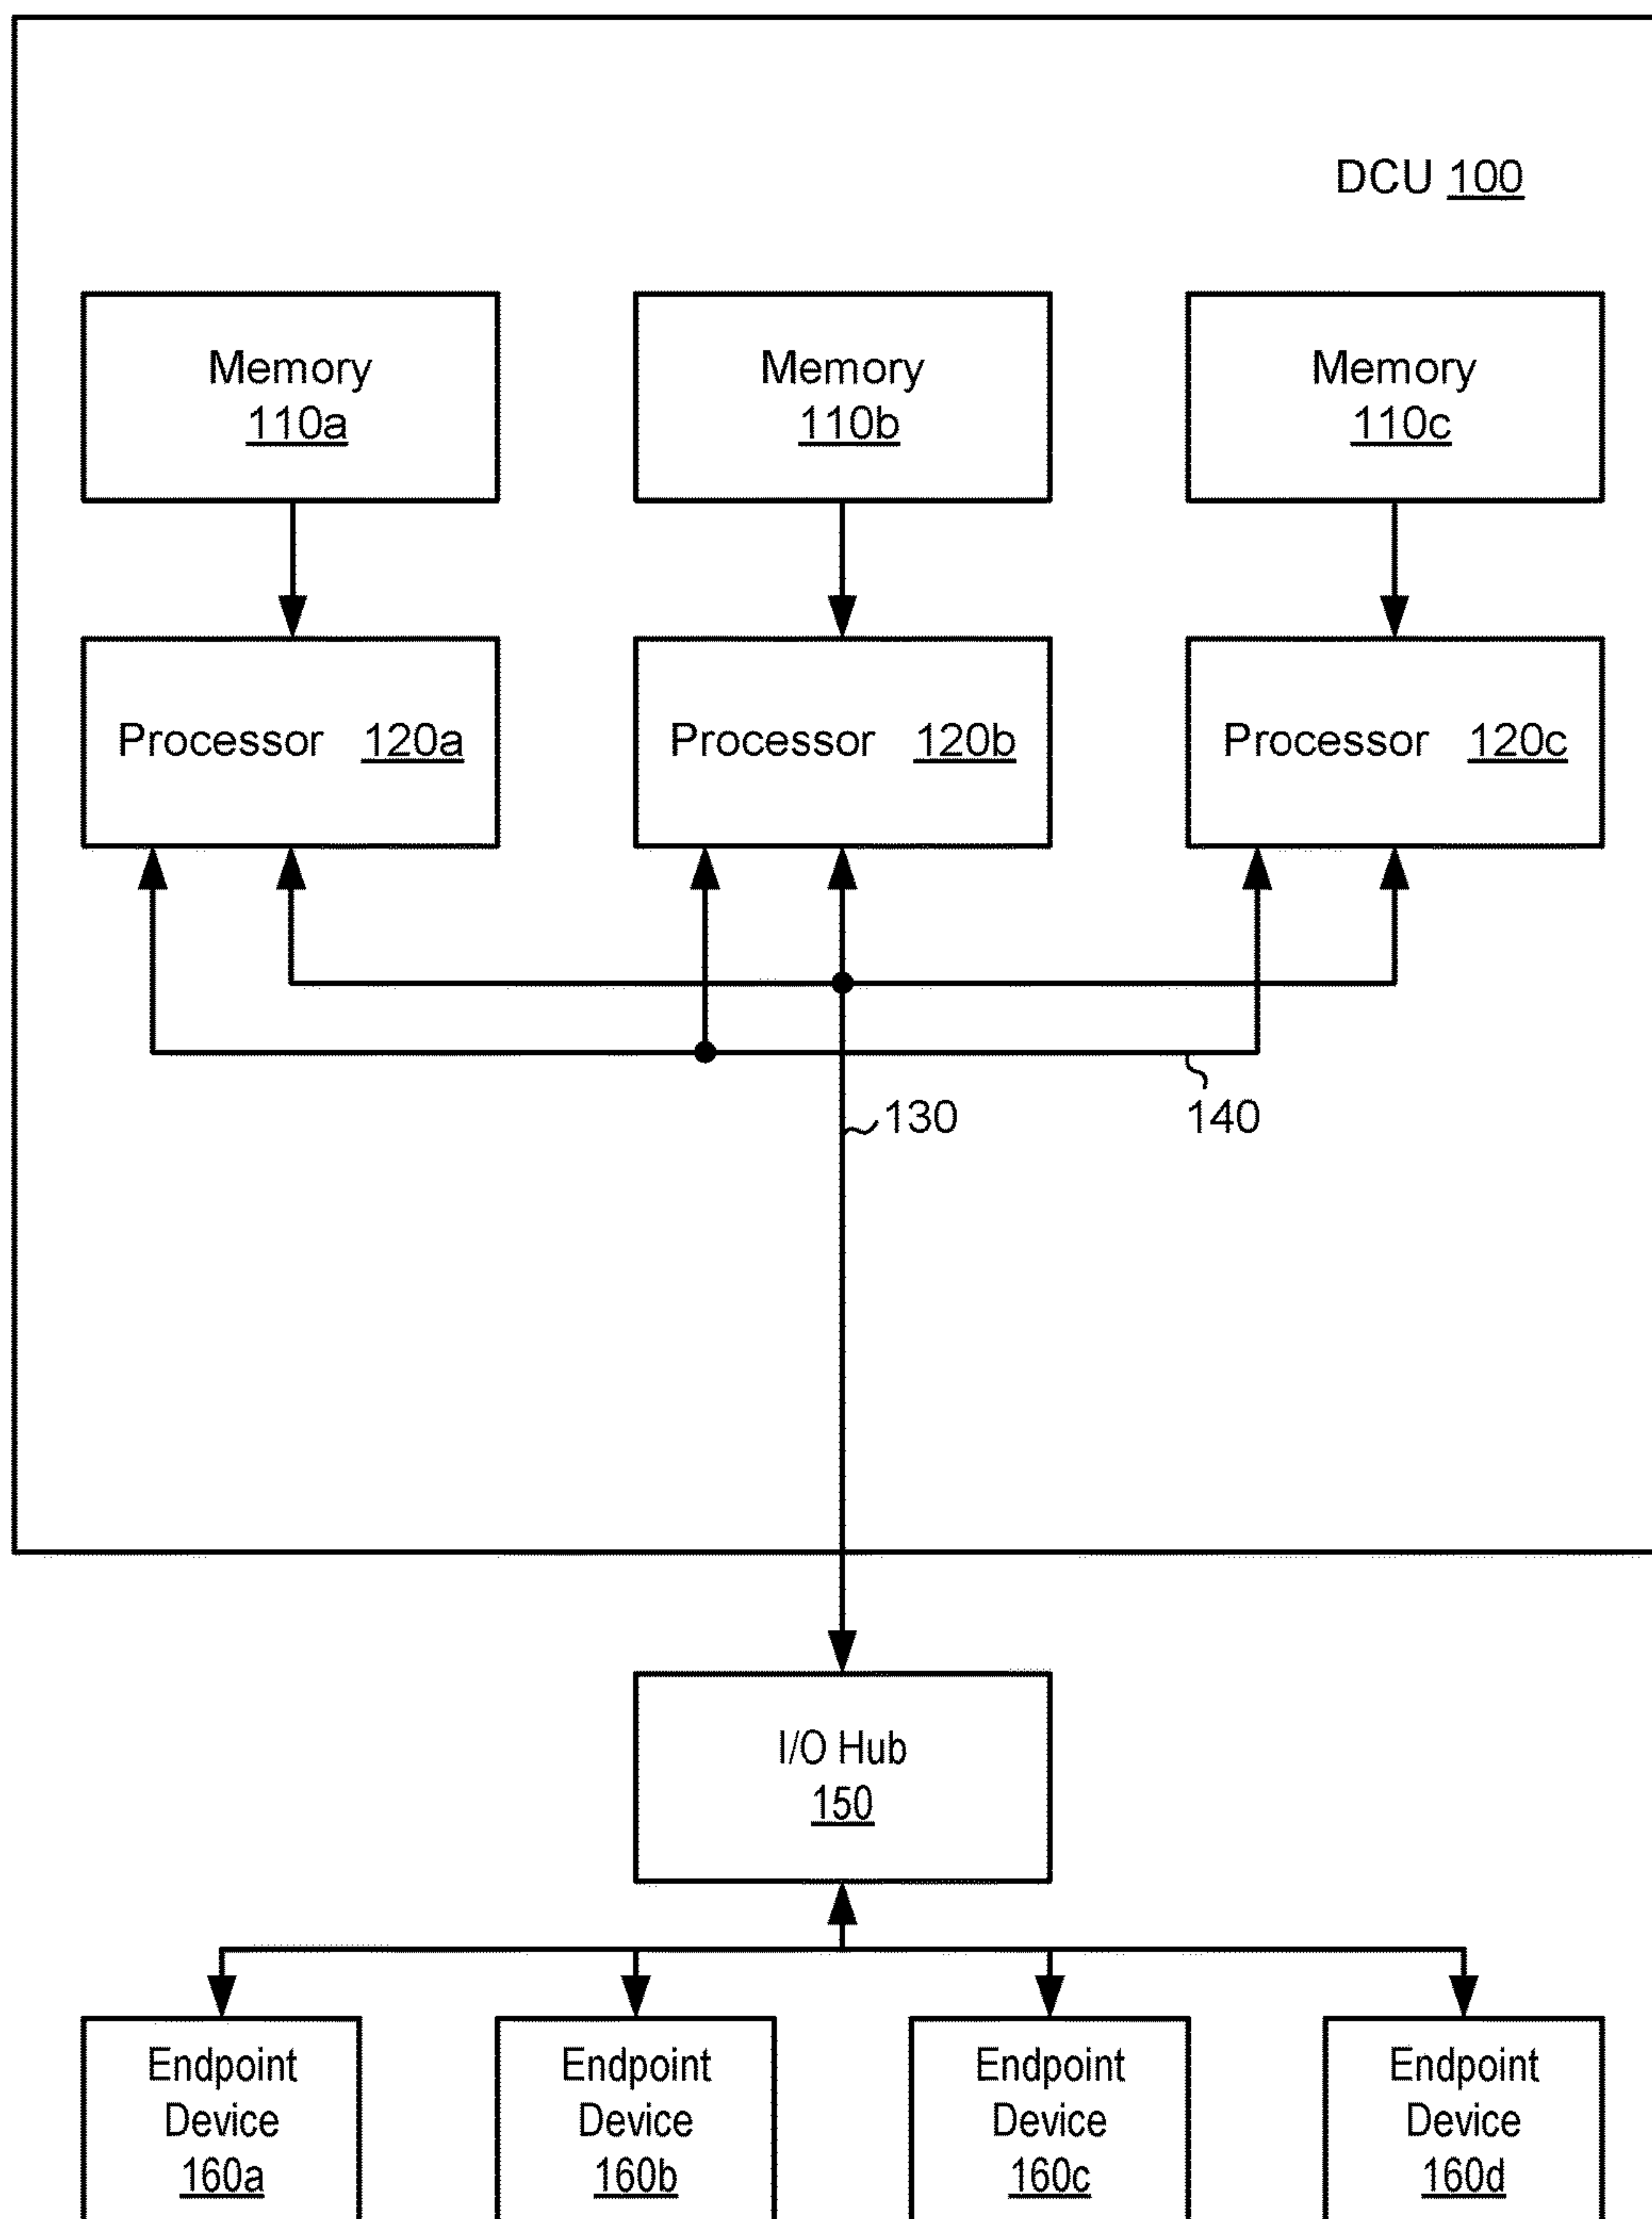 DCU 100
Memory
110a
Memory
110b
Memory
110c
Processor 120a
Processor 120b
Processor 120c
130
140
I/O Hub
150
Endpoint
Device
160a
Endpoint
Device
160b
Endpoint
Device
160c
Endpoint
Device
160d